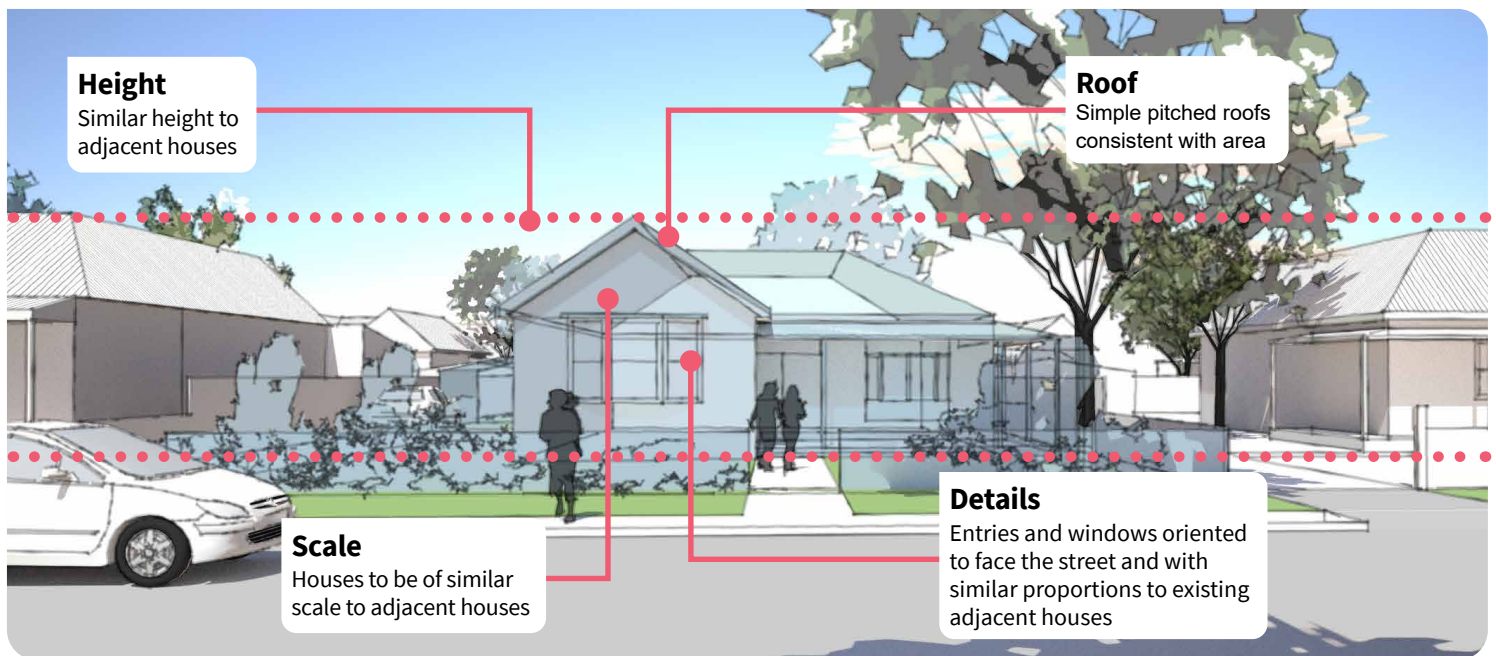 Height
Similar height to
adjacent houses
Roof
Simple pitched roofs
consistent with area
Scale
Houses to be of similar
scale to adjacent houses
Details
Entries and windows oriented
to face the street and with
similar proportions to existing
adjacent houses